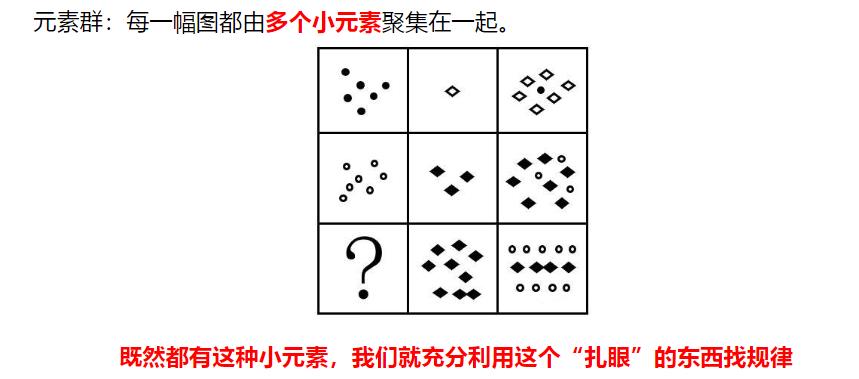 元素群：每一幅图都由多个小元素聚集在一起。
?
既然都有这种小元素，我们就充分利用这个“扎眼”的东西找规律